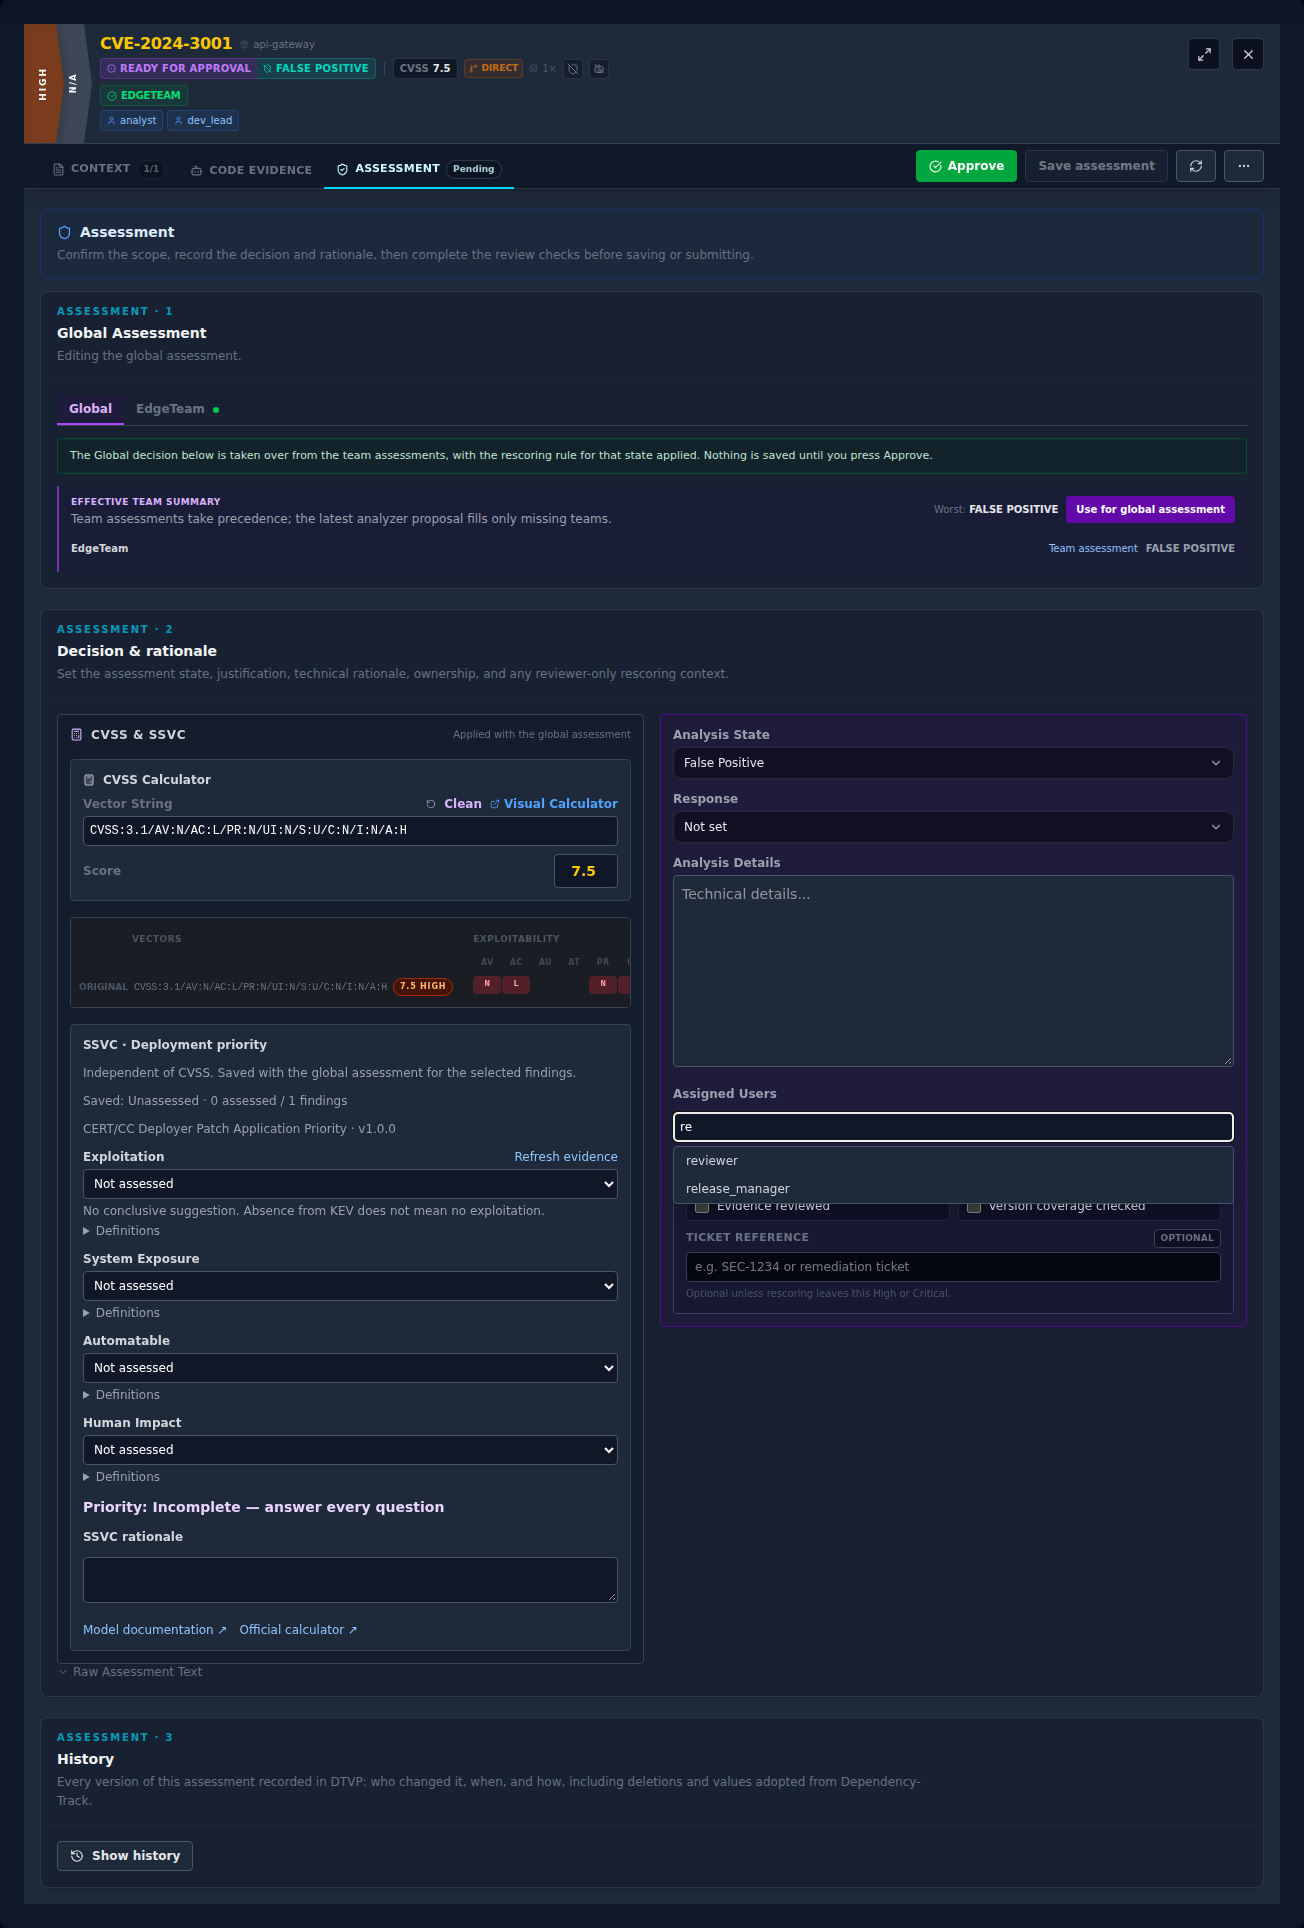 HIGH
N/A
CVE-2024-3001 api-gateway
READY FOR APPROVAL FALSE POSITIVE CVSS 7.5 DIRECT 1×
EDGETEAM
analyst dev_lead
CONTEXT 1/1 CODE EVIDENCE ASSESSMENT Pending Approve Save assessment ···
Assessment
Confirm the scope, record the decision and rationale, then complete the review checks before saving or submitting.
ASSESSMENT · 1
Global Assessment
Editing the global assessment.
Global EdgeTeam
The Global decision below is taken over from the team assessments, with the rescoring rule for that state applied. Nothing is saved until you press Approve.
EFFECTIVE TEAM SUMMARY
Team assessments take precedence; the latest analyzer proposal fills only missing teams.
Worst: FALSE POSITIVE Use for global assessment
EdgeTeam Team assessment FALSE POSITIVE
ASSESSMENT · 2
Decision & rationale
Set the assessment state, justification, technical rationale, ownership, and any reviewer-only rescoring context.
CVSS & SSVC Applied with the global assessment
CVSS Calculator
Vector String Clean Visual Calculator
CVSS:3.1/AV:N/AC:L/PR:N/UI:N/S:U/C:N/I:N/A:H
Score 7.5
VECTORS EXPLOITABILITY
AV AC AU AT PR
ORIGINAL CVSS:3.1/AV:N/AC:L/PR:N/UI:N/S:U/C:N/I:N/A:H 7.5 HIGH N L N
SSVC · Deployment priority
Independent of CVSS. Saved with the global assessment for the selected findings.
Saved: Unassessed · 0 assessed / 1 findings
CERT/CC Deployer Patch Application Priority · v1.0.0
Exploitation Refresh evidence
Not assessed
No conclusive suggestion. Absence from KEV does not mean no exploitation.
Definitions
System Exposure
Not assessed
Definitions
Automatable
Not assessed
Definitions
Human Impact
Not assessed
Definitions
Priority: Incomplete — answer every question
SSVC rationale
Model documentation ↗ Official calculator ↗
Raw Assessment Text
Analysis State
False Positive
Response
Not set
Analysis Details
Technical details...
Assigned Users
re
reviewer
release_manager
Evidence reviewed Version coverage checked
TICKET REFERENCE OPTIONAL
e.g. SEC-1234 or remediation ticket
Optional unless rescoring leaves this High or Critical.
ASSESSMENT · 3
History
Every version of this assessment recorded in DTVP: who changed it, when, and how, including deletions and values adopted from Dependency-
Track.
Show history